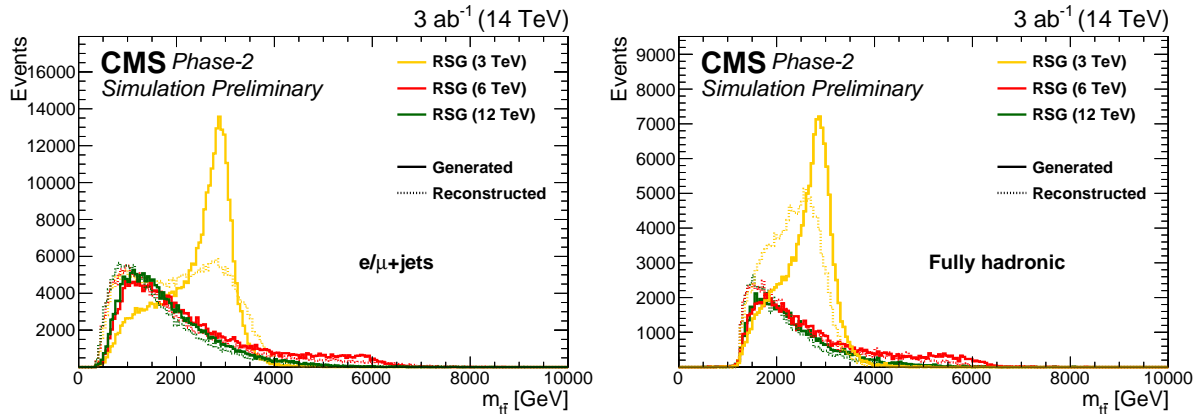 3 ab⁻¹ (14 TeV)
CMS Phase-2
Simulation Preliminary
RSG (3 TeV)
RSG (6 TeV)
RSG (12 TeV)
Generated
Reconstructed
e/μ+jets
Events
16000
14000
12000
10000
8000
6000
4000
2000
0 2000 4000 6000 8000 10000
m_tt̄ [GeV]
3 ab⁻¹ (14 TeV)
CMS Phase-2
Simulation Preliminary
RSG (3 TeV)
RSG (6 TeV)
RSG (12 TeV)
Generated
Reconstructed
Fully hadronic
Events
9000
8000
7000
6000
5000
4000
3000
2000
1000
0 2000 4000 6000 8000 10000
m_tt̄ [GeV]